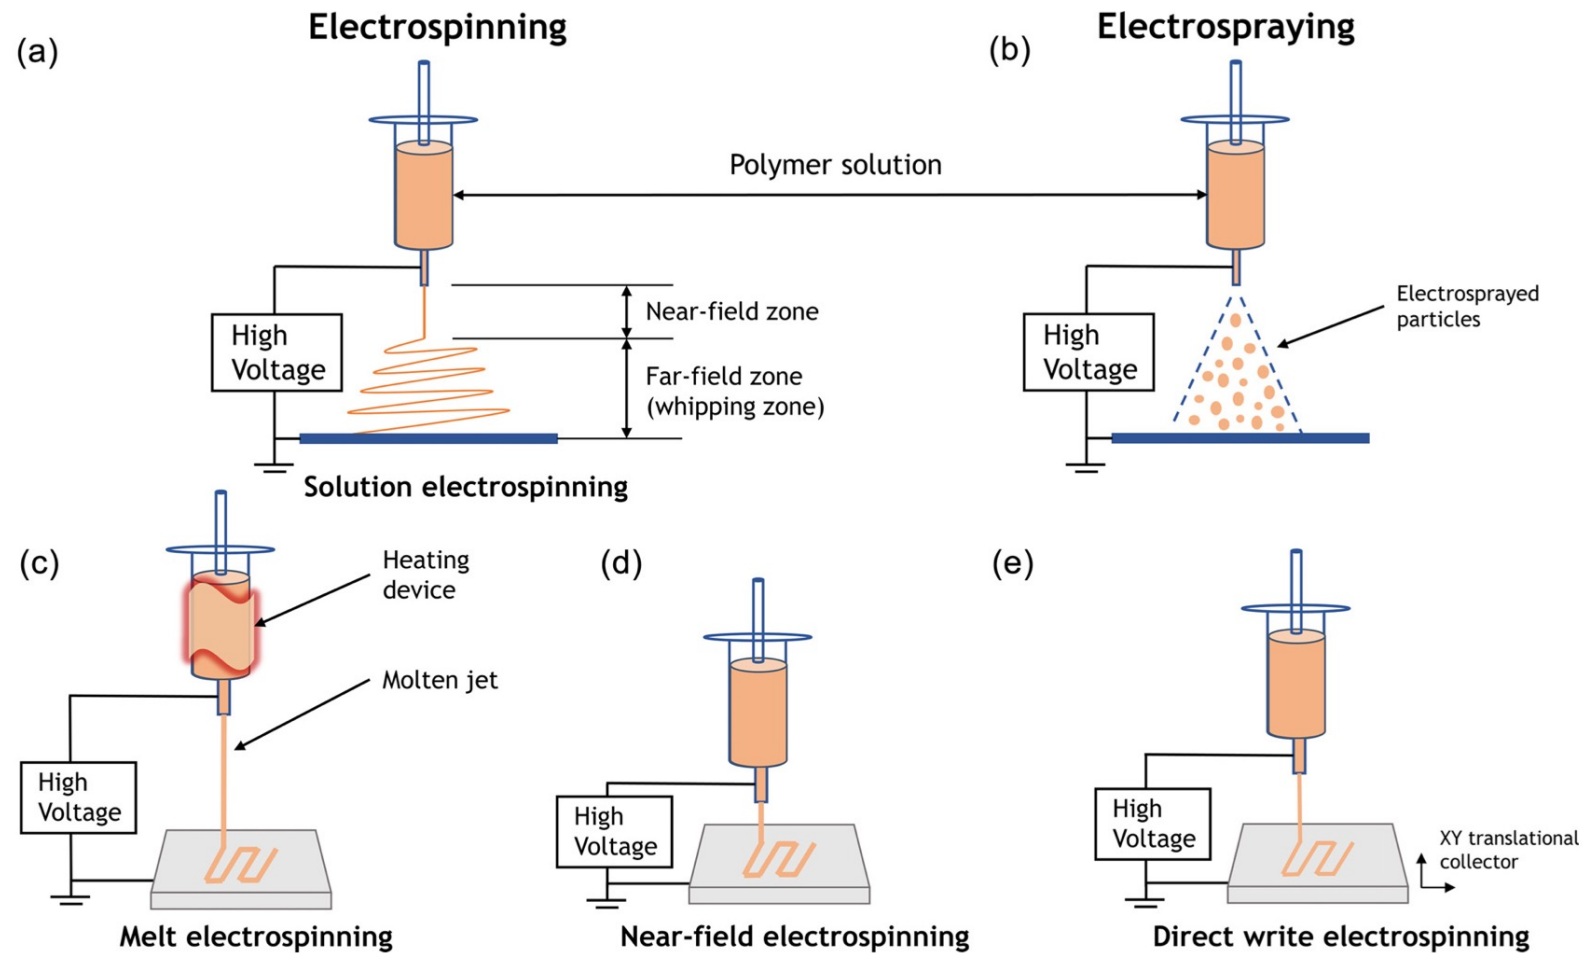 Electrospinning
Electrospraying
(a)
(b)
Polymer solution
High
Voltage
Near-field zone
Far-field zone
(whipping zone)
High
Voltage
Electrosprayed
particles
Solution electrospinning
(c)
Heating
device
Molten jet
High
Voltage
Melt electrospinning
(d)
High
Voltage
Near-field electrospinning
(e)
High
Voltage
XY translational
collector
Direct write electrospinning